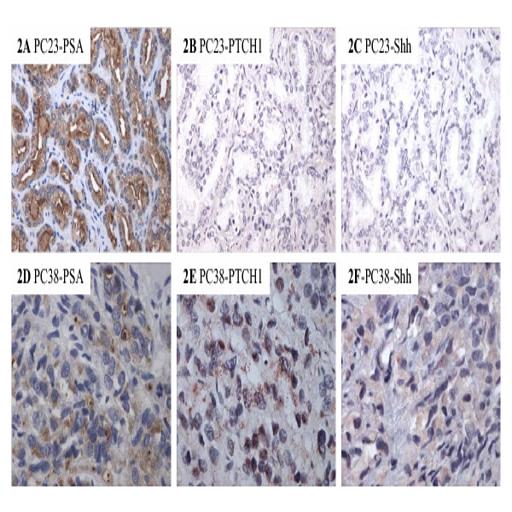 2A PC23-PSA
2B PC23-PTCH1
2C PC23-Shh
2D PC38-PSA
2E PC38-PTCH1
2F-PC38-Shh